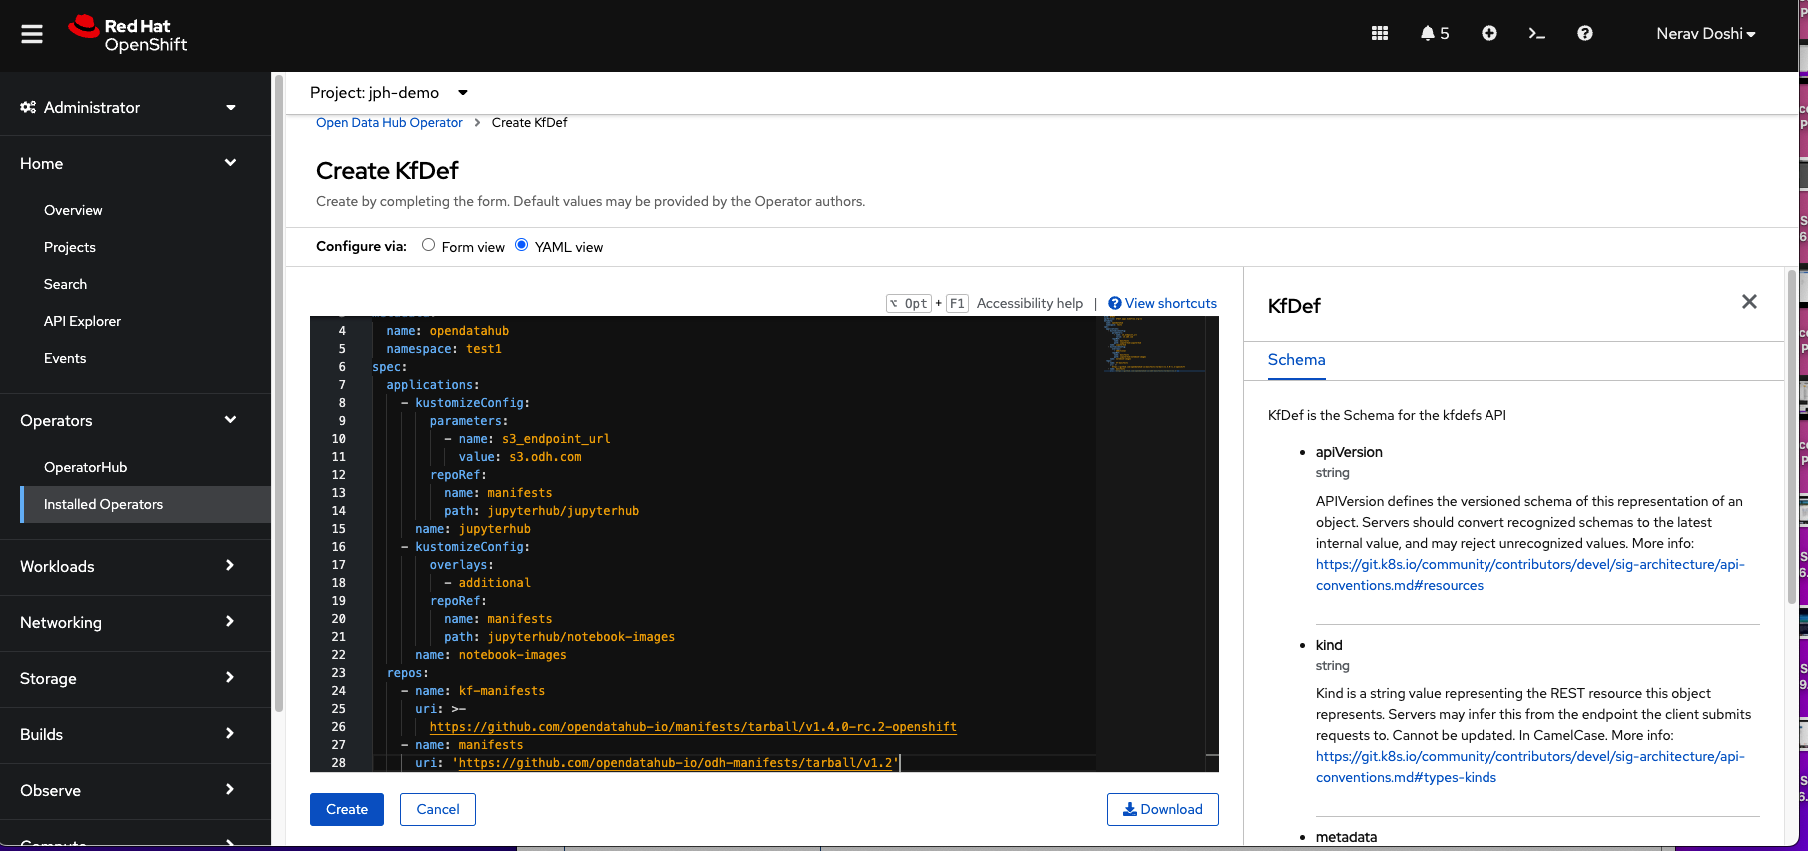 Red Hat
OpenShift
5
Nerav Doshi
Administrator
Home
Overview
Projects
Search
API Explorer
Events
Operators
OperatorHub
Installed Operators
Workloads
Networking
Storage
Builds
Observe
Compute
Project: jph-demo
Open Data Hub Operator > Create KfDef
Create KfDef
Create by completing the form. Default values may be provided by the Operator authors.
Configure via: Form view YAML view
⌥ Opt + F1 Accessibility help | View shortcuts
4 name: opendatahub
5 namespace: test1
6 spec:
7 applications:
8 - kustomizeConfig:
9 parameters:
10 - name: s3_endpoint_url
11 value: s3.odh.com
12 repoRef:
13 name: manifests
14 path: jupyterhub/jupyterhub
15 name: jupyterhub
16 - kustomizeConfig:
17 overlays:
18 - additional
19 repoRef:
20 name: manifests
21 path: jupyterhub/notebook-images
22 name: notebook-images
23 repos:
24 - name: kf-manifests
25 uri: >-
26 https://github.com/opendatahub-io/manifests/tarball/v1.4.0-rc.2-openshift
27 - name: manifests
28 uri: 'https://github.com/opendatahub-io/odh-manifests/tarball/v1.2'
Create
Cancel
Download
KfDef
Schema
KfDef is the Schema for the kfdefs API
• apiVersion
string
APIVersion defines the versioned schema of this representation of an
object. Servers should convert recognized schemas to the latest
internal value, and may reject unrecognized values. More info:
https://git.k8s.io/community/contributors/devel/sig-architecture/api-
conventions.md#resources
• kind
string
Kind is a string value representing the REST resource this object
represents. Servers may infer this from the endpoint the client submits
requests to. Cannot be updated. In CamelCase. More info:
https://git.k8s.io/community/contributors/devel/sig-architecture/api-
conventions.md#types-kinds
• metadata